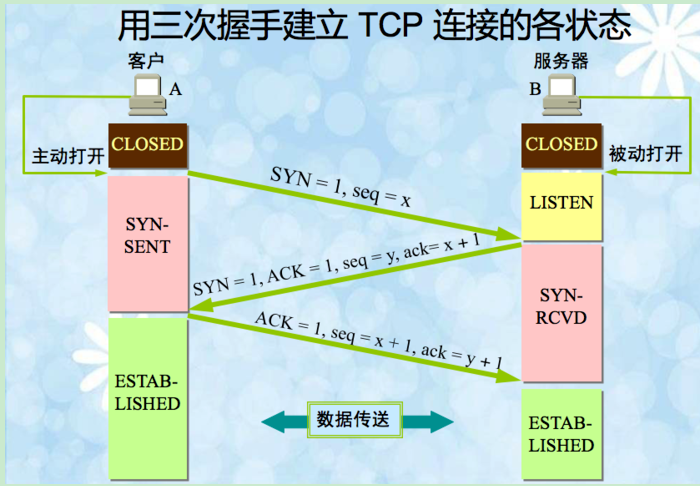 用三次握手建立 TCP 连接的各状态
客户
服务器
A
B
CLOSED
CLOSED
主动打开
被动打开
SYN = 1, seq = x
LISTEN
SYN-
SENT
SYN = 1, ACK = 1, seq = y, ack= x + 1
SYN-
RCVD
ACK = 1, seq = x + 1, ack = y + 1
ESTAB-
LISHED
数据传送
ESTAB-
LISHED